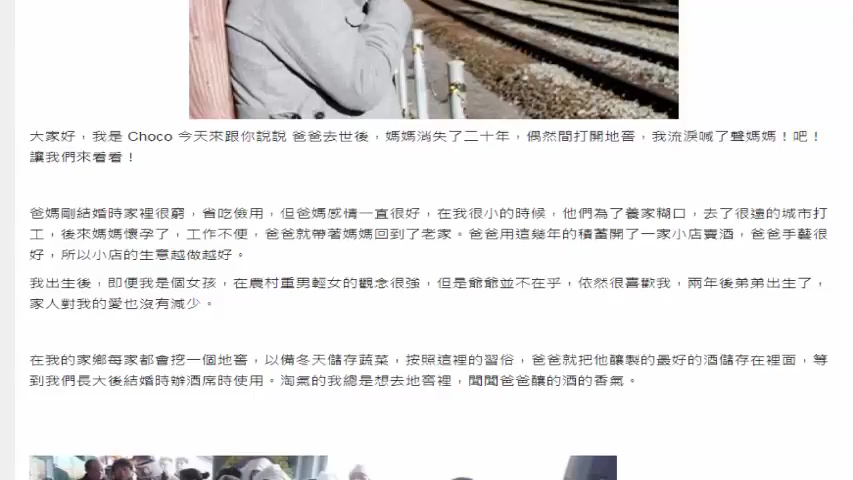 大家好，我是 Choco 今天來跟你說說 爸爸去世後，媽媽消失了二十年，偶然間打開地窖，我流淚喊了聲媽媽！吧！
讓我們來看看！
爸媽剛結婚時家裡很窮，省吃儉用，但爸媽感情一直很好，在我很小的時候，他們為了養家糊口，去了很遠的城市打
工，後來媽媽懷孕了，工作不便，爸爸就帶著媽媽回到了老家。爸爸用這幾年的積蓄開了一家小店賣酒，爸爸手藝很
好，所以小店的生意越做越好。
我出生後，即便我是個女孩，在農村重男輕女的觀念很強，但是爺爺並不在乎，依然很喜歡我，兩年後弟弟出生了，
家人對我的愛也沒有減少。
在我的家鄉每家都會挖一個地窖，以備冬天儲存蔬菜，按照這裡的習俗，爸爸就把他釀製的最好的酒儲存在裡面，等
到我們長大後結婚時辦酒席時使用。淘氣的我總是想去地窖裡，聞聞爸爸釀的酒的香氣。